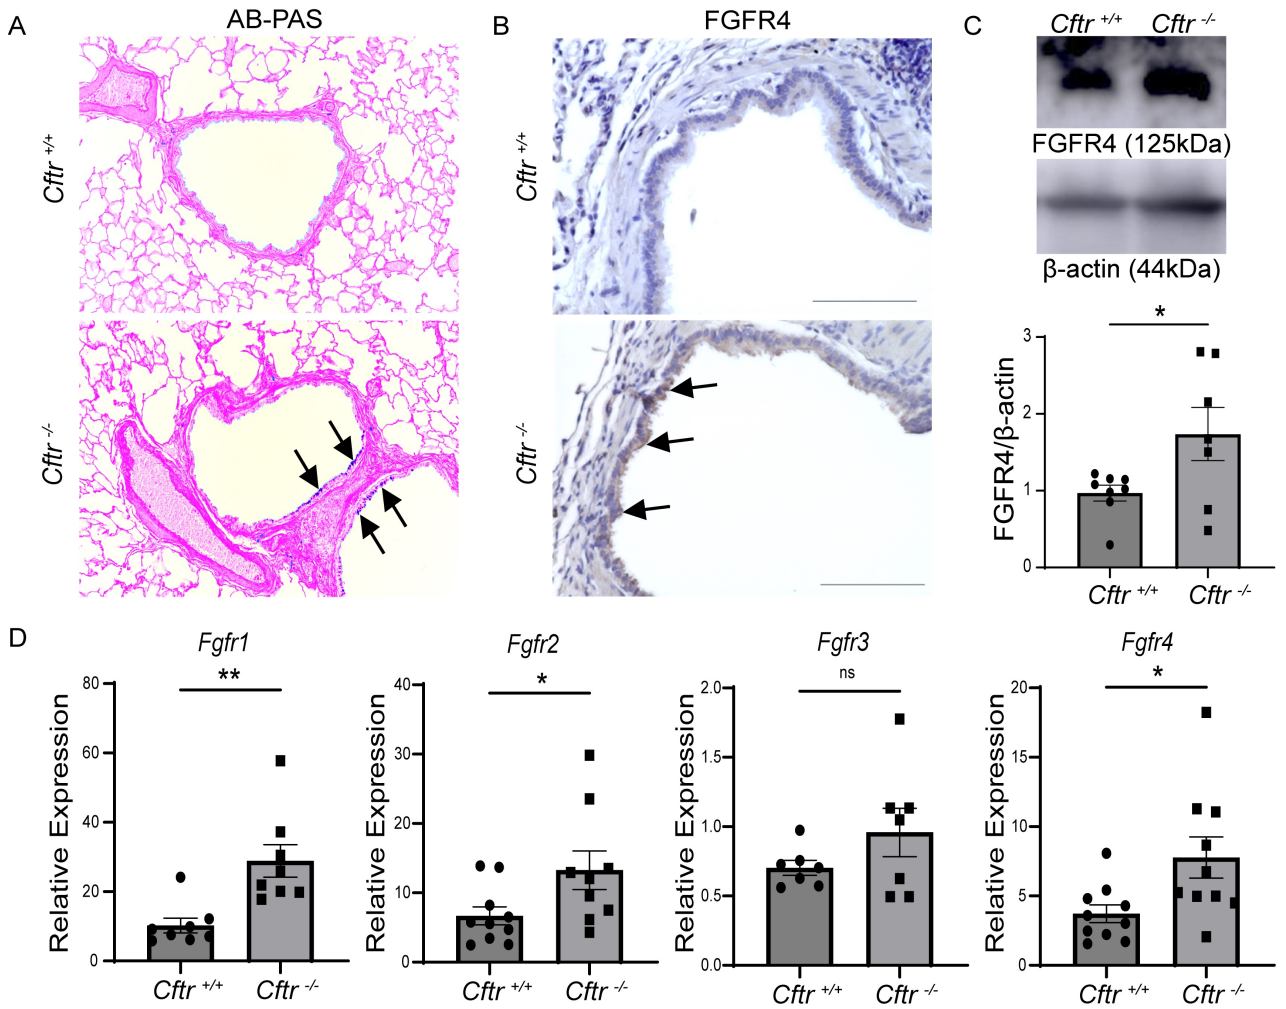 A
AB-PAS
Cftr +/+
Cftr -/-
B
FGFR4
Cftr +/+
Cftr -/-
C
Cftr +/+ Cftr -/-
FGFR4 (125kDa)
β-actin (44kDa)
*
FGFR4/β-actin
3
2
1
0
Cftr +/+ Cftr -/-
D
Fgfr1
**
Relative Expression
80
60
40
20
0
Cftr +/+ Cftr -/-
Fgfr2
*
Relative Expression
40
30
20
10
0
Cftr +/+ Cftr -/-
Fgfr3
ns
Relative Expression
2.0
1.5
1.0
0.5
0.0
Cftr +/+ Cftr -/-
Fgfr4
*
Relative Expression
20
15
10
5
0
Cftr +/+ Cftr -/-